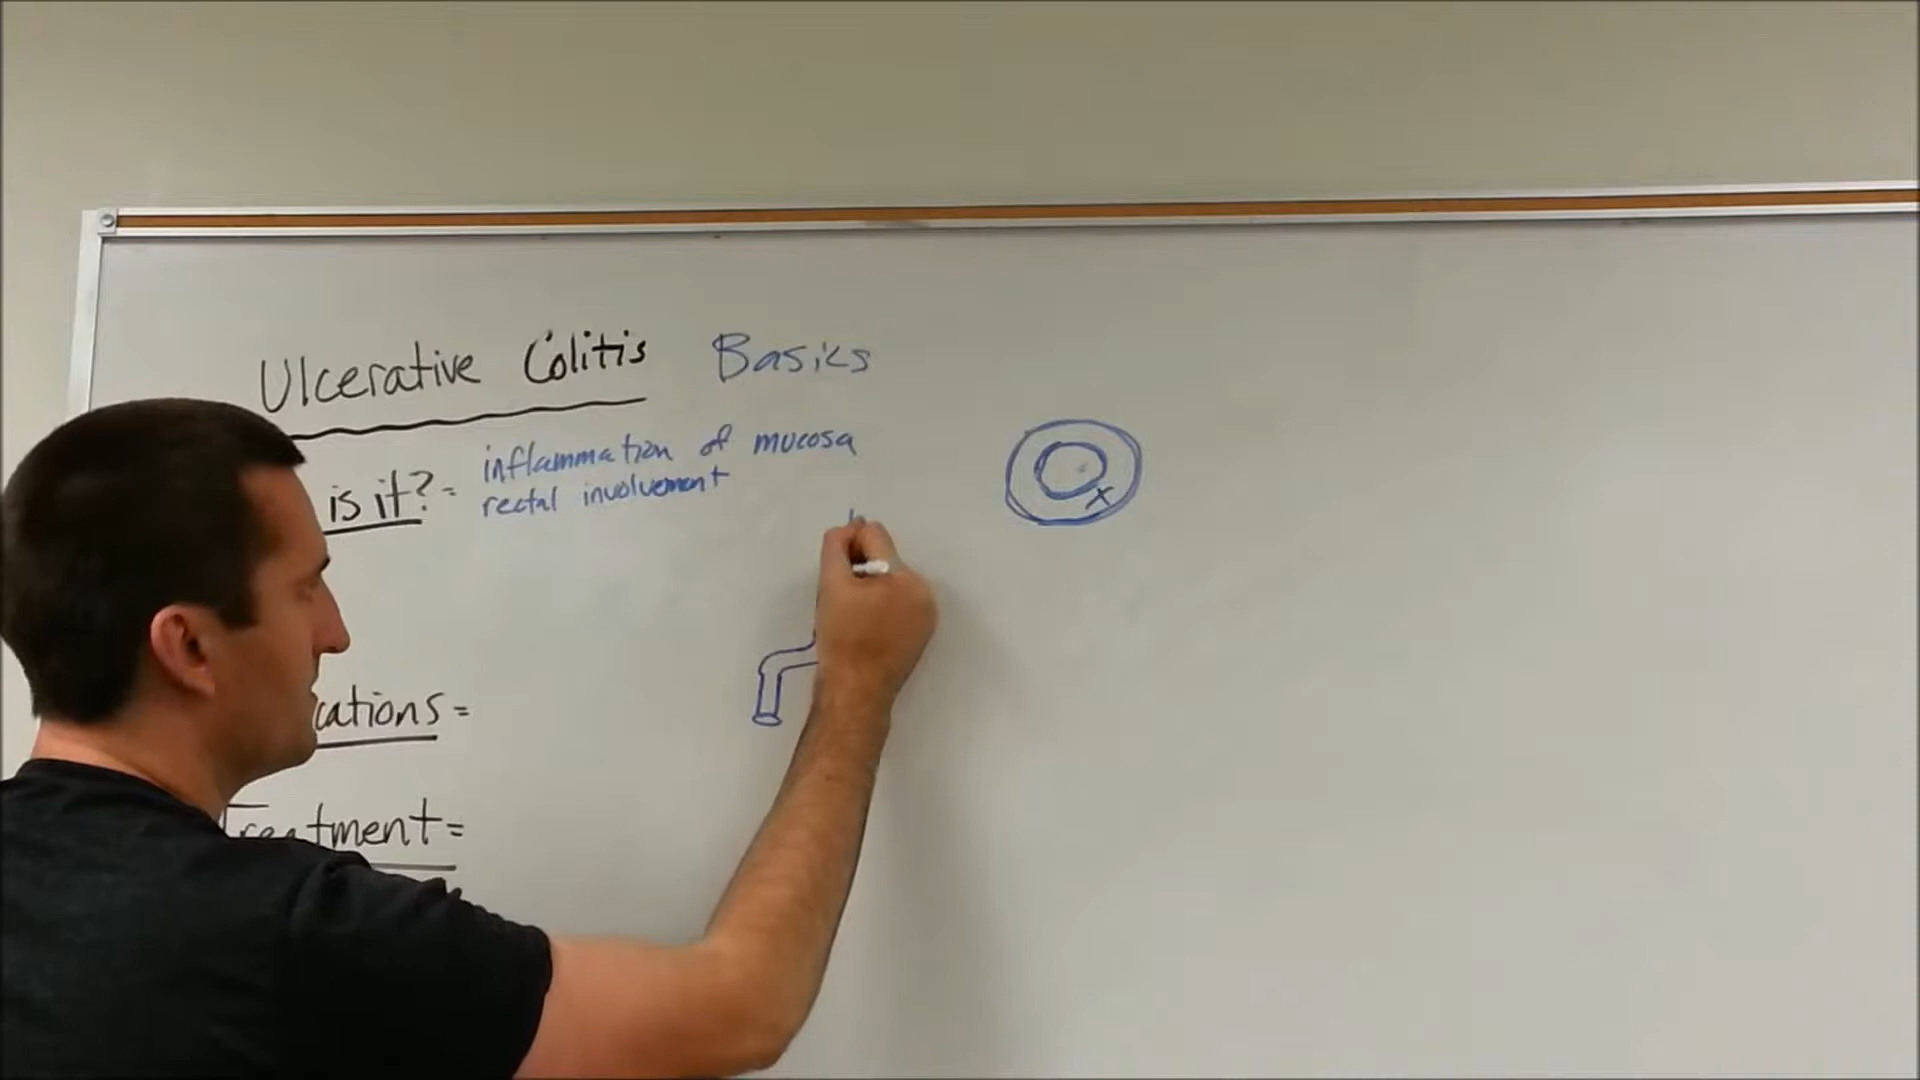 Ulcerative Colitis Basics
is it? = inflammation of mucosa
rectal involvement
x
cations =
Treatment =